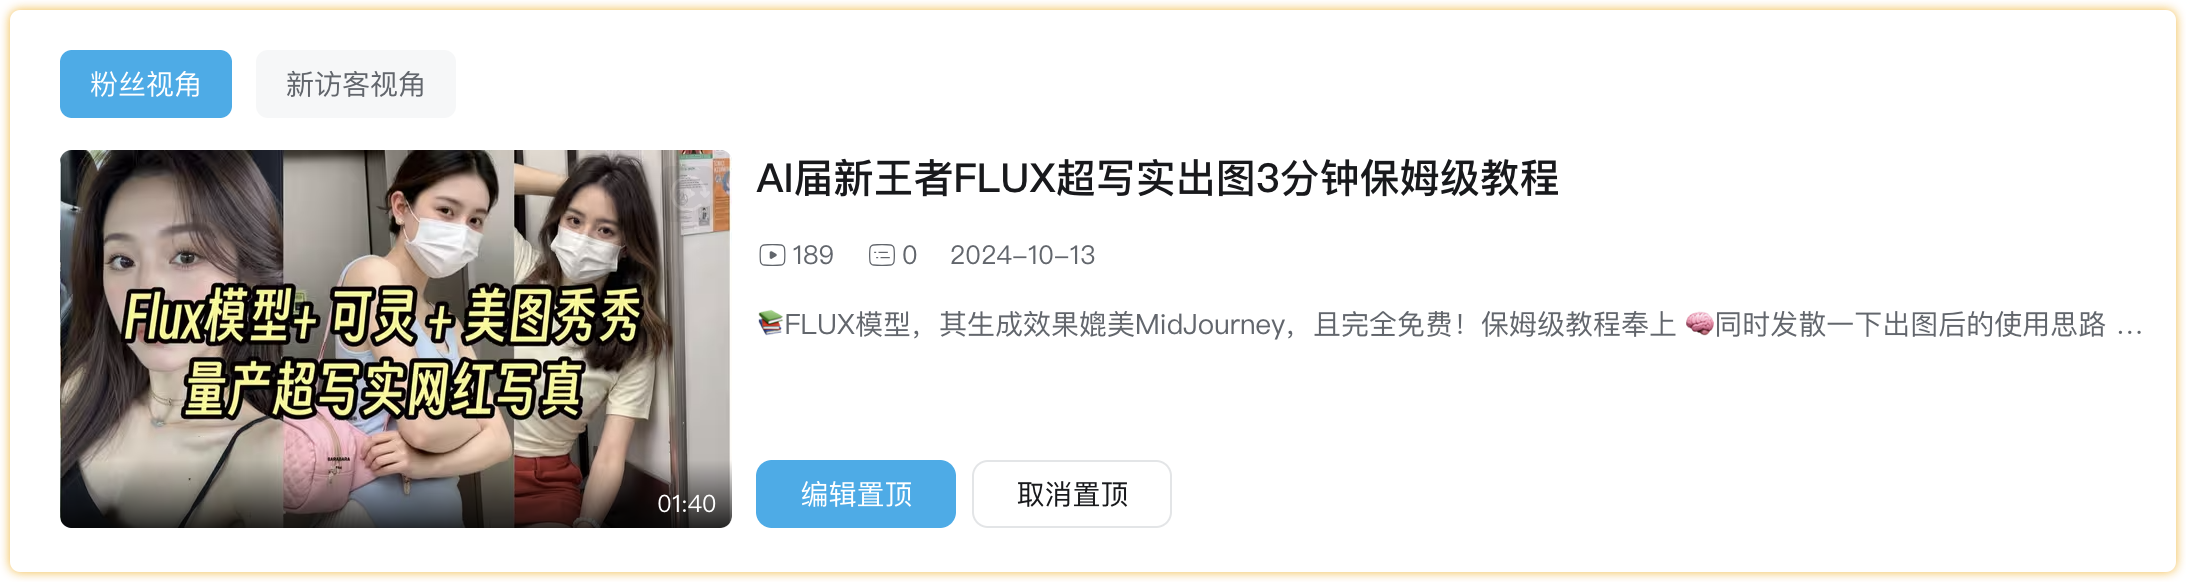 粉丝视角
新访客视角
Flux模型+可灵+美图秀秀
量产超写实网红写真
01:40
AI届新王者FLUX超写实出图3分钟保姆级教程
189 0 2024-10-13
📚FLUX模型，其生成效果媲美MidJourney，且完全免费！保姆级教程奉上 🧠同时发散一下出图后的使用思路 ...
编辑置顶
取消置顶